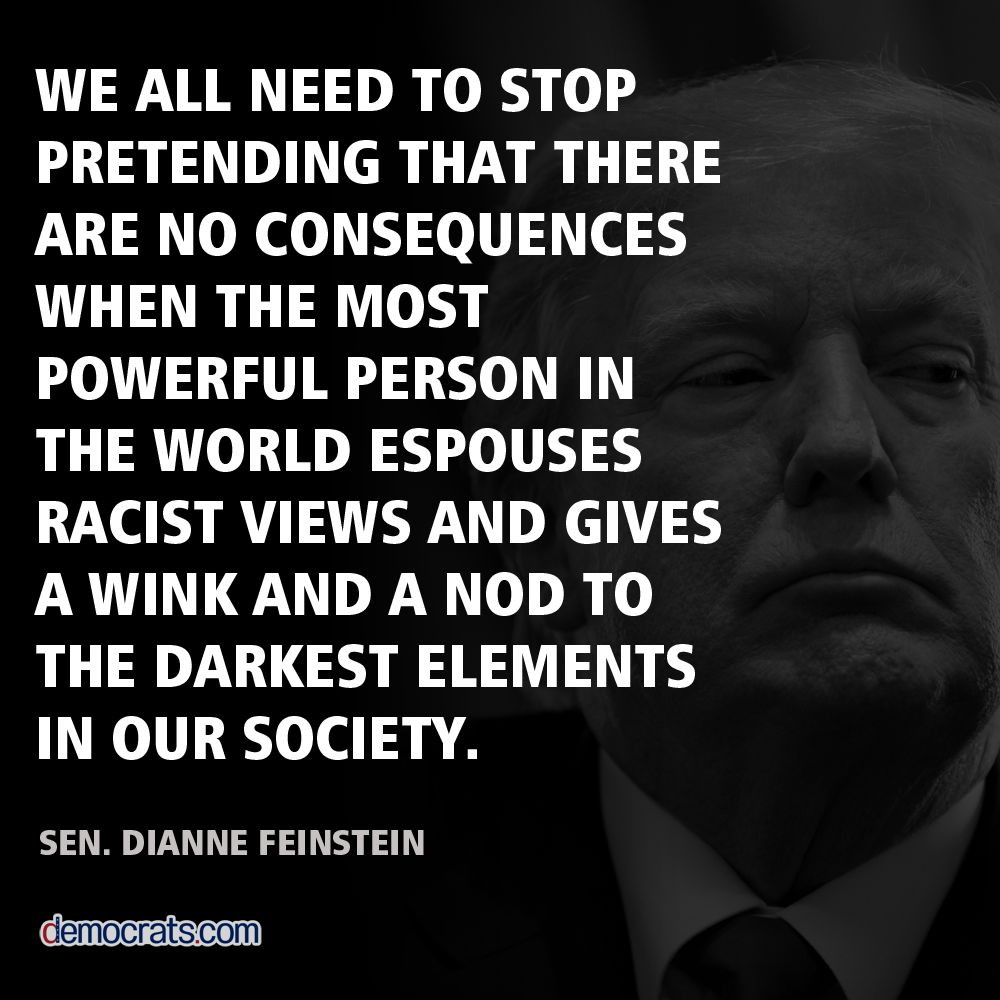 WE ALL NEED TO STOP
PRETENDING THAT THERE
ARE NO CONSEQUENCES
WHEN THE MOST
POWERFUL PERSON IN
THE WORLD ESPOUSES
RACIST VIEWS AND GIVES
A WINK AND A NOD TO
THE DARKEST ELEMENTS
IN OUR SOCIETY.
SEN. DIANNE FEINSTEIN
democrats.com